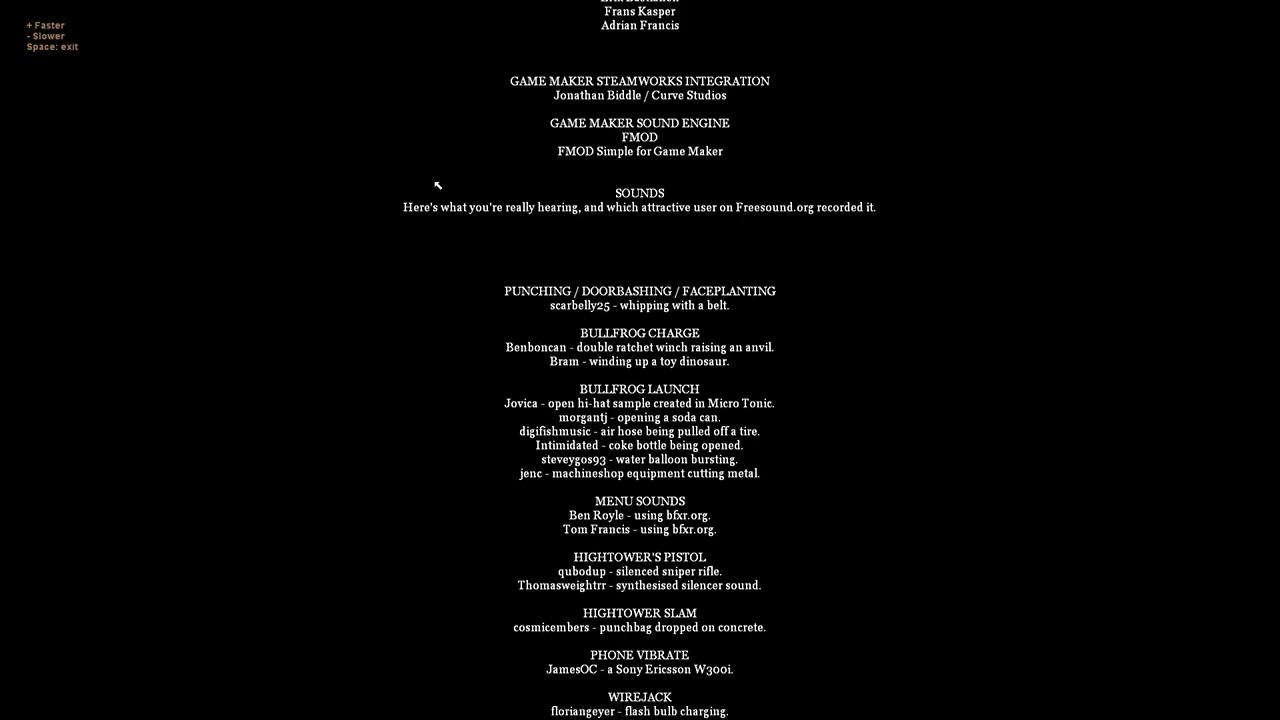 + Faster
- Slower
Space: exit
Frans Kasper
Adrian Francis
GAME MAKER STEAMWORKS INTEGRATION
Jonathan Biddle / Curve Studios
GAME MAKER SOUND ENGINE
FMOD
FMOD Simple for Game Maker
SOUNDS
Here's what you're really hearing, and which attractive user on Freesound.org recorded it.
PUNCHING / DOORBASHING / FACEPLANTING
scarbelly25 - whipping with a belt.
BULLFROG CHARGE
Benboncan - double ratchet winch raising an anvil.
Bram - winding up a toy dinosaur.
BULLFROG LAUNCH
Jovica - open hi-hat sample created in Micro Tonic.
morgantj - opening a soda can.
digifishmusic - air hose being pulled off a tire.
Intimidated - coke bottle being opened.
steveygos93 - water balloon bursting.
jenc - machineshop equipment cutting metal.
MENU SOUNDS
Ben Royle - using bfxr.org.
Tom Francis - using bfxr.org.
HIGHTOWER'S PISTOL
qubodup - silenced sniper rifle.
Thomasweightrr - synthesised silencer sound.
HIGHTOWER SLAM
cosmicembers - punchbag dropped on concrete.
PHONE VIBRATE
JamesOC - a Sony Ericsson W300i.
WIREJACK
floriangeyer - flash bulb charging.